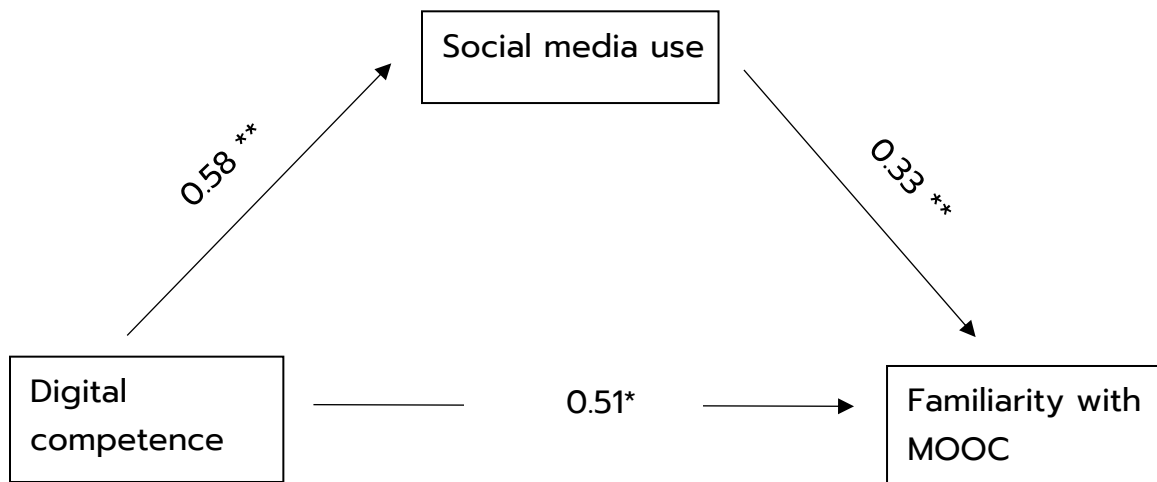 Social media use
0.58 **
0.33 **
Digital
competence
0.51*
Familiarity with
MOOC